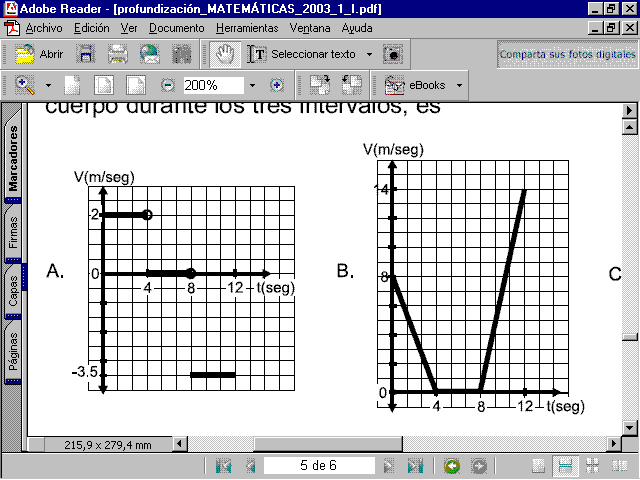 Adobe Reader - [profundización_MATEMÁTICAS_2003_1_I.pdf]
Archivo Edición Ver Documento Herramientas Ventana Ayuda
Abrir Seleccionar texto Comparta sus fotos digitales
200% eBooks
Marcadores
Firmas
Capas
Páginas
cuerpo durante los tres intervalos, es
A.
V(m/seg)
2
0
4 8 12 t(seg)
-3.5
B.
V(m/seg)
14
8
0
4 8 12 t(seg)
C
215,9 x 279,4 mm
5 de 6